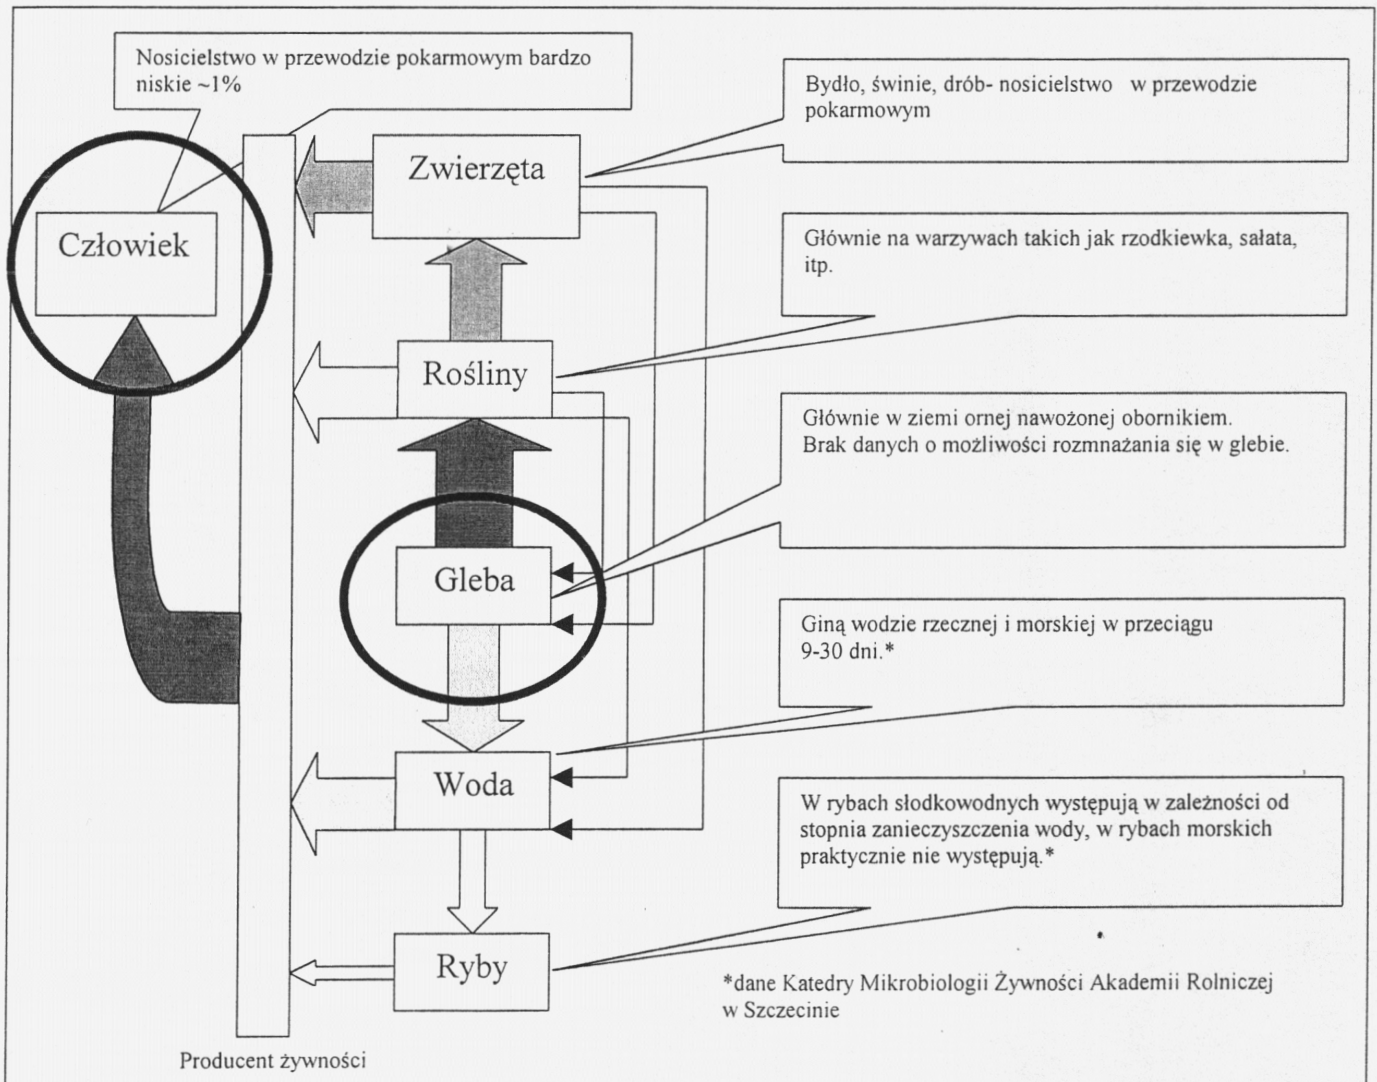 Nosicielstwo w przewodzie pokarmowym bardzo
niskie ~1%
Bydło, świnie, drób- nosicielstwo w przewodzie
pokarmowym
Zwierzęta
Człowiek
Głównie na warzywach takich jak rzodkiewka, sałata,
itp.
Rośliny
Głównie w ziemi ornej nawożonej obornikiem.
Brak danych o możliwości rozmnażania się w glebie.
Gleba
Giną wodzie rzecznej i morskiej w przeciągu
9-30 dni.*
Woda
W rybach słodkowodnych występują w zależności od
stopnia zanieczyszczenia wody, w rybach morskich
praktycznie nie występują.*
Ryby
*dane Katedry Mikrobiologii Żywności Akademii Rolniczej
w Szczecinie
Producent żywności